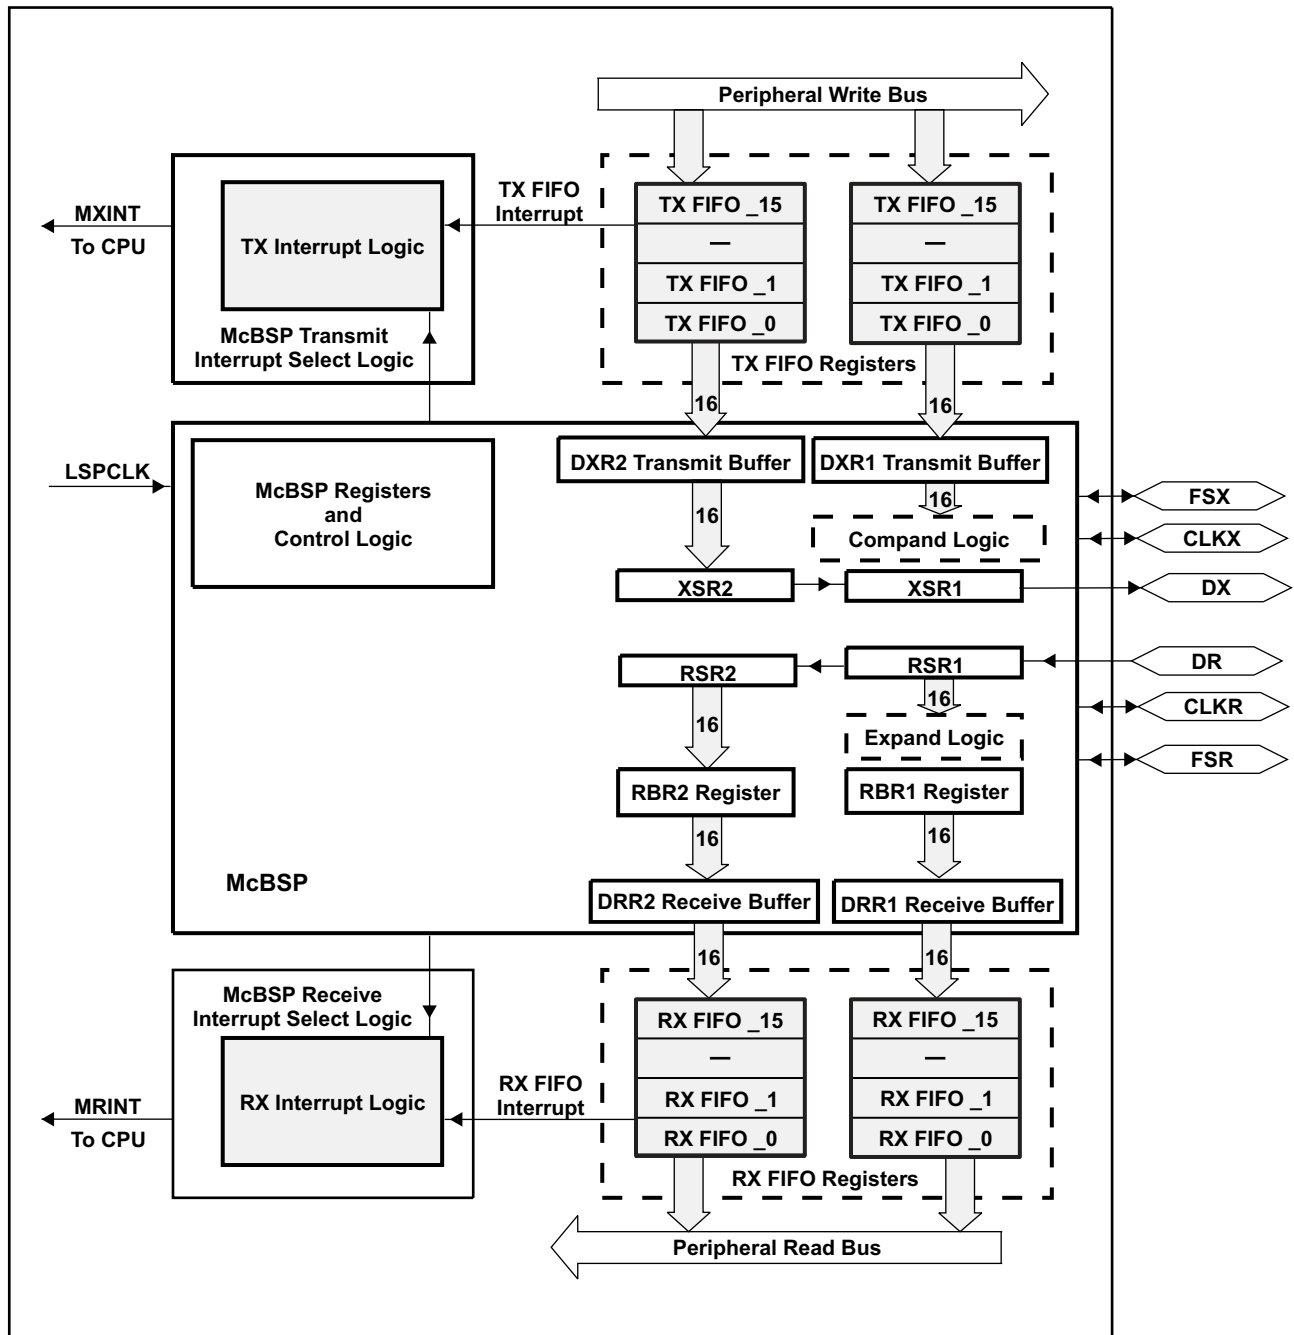 Peripheral Write Bus
TX FIFO
Interrupt
MXINT
To CPU
TX Interrupt Logic
McBSP Transmit
Interrupt Select Logic
TX FIFO _15
—
TX FIFO _1
TX FIFO _0
TX FIFO _15
—
TX FIFO _1
TX FIFO _0
TX FIFO Registers
16
16
LSPCLK
McBSP Registers
and
Control Logic
DXR2 Transmit Buffer
DXR1 Transmit Buffer
16
16
Compand Logic
XSR2
XSR1
FSX
CLKX
DX
DR
CLKR
FSR
RSR2
RSR1
16
16
Expand Logic
RBR2 Register
RBR1 Register
16
16
McBSP
DRR2 Receive Buffer
DRR1 Receive Buffer
16
16
McBSP Receive
Interrupt Select Logic
RX Interrupt Logic
MRINT
To CPU
RX FIFO
Interrupt
RX FIFO _15
—
RX FIFO _1
RX FIFO _0
RX FIFO _15
—
RX FIFO _1
RX FIFO _0
RX FIFO Registers
Peripheral Read Bus